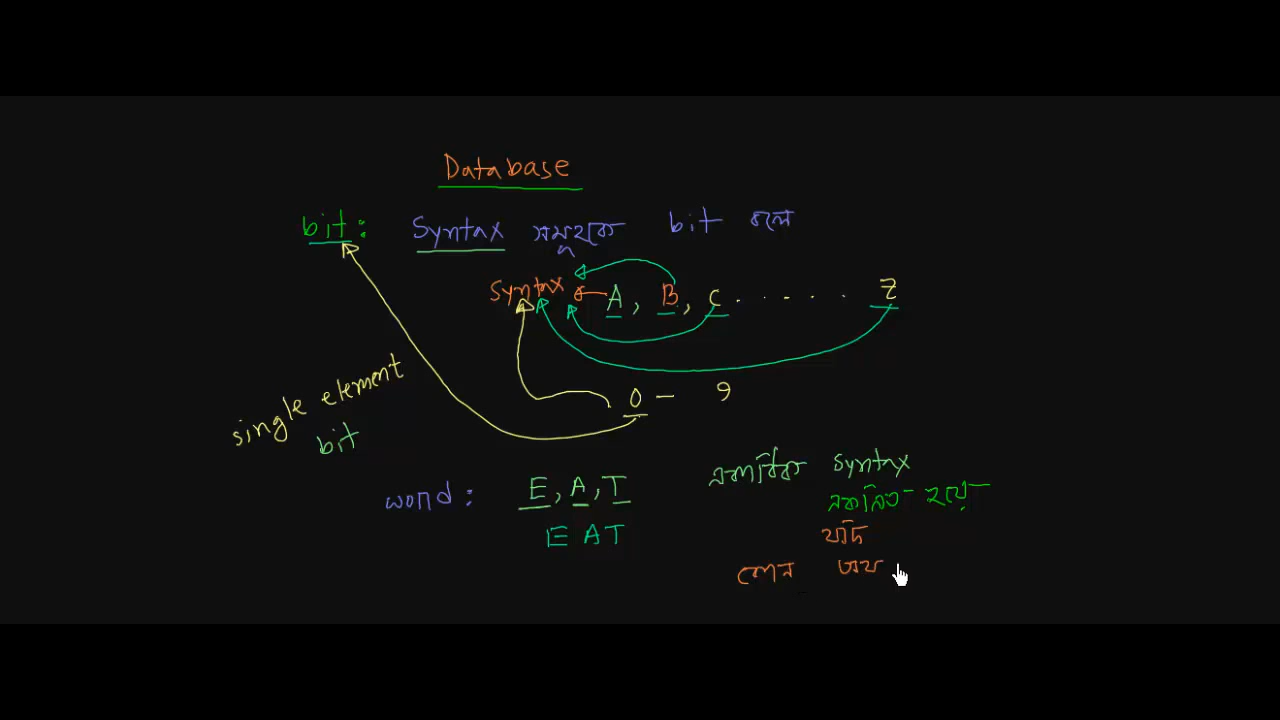 Database
bit: Syntax সমূহকে bit বলে
Syntax A, B, C . . . . . . Z
0 - 9
single element
bit
word: E, A, T
E A T
একাধিক Syntax
একত্রিত হয়ে
যদি
কোন অর্থ